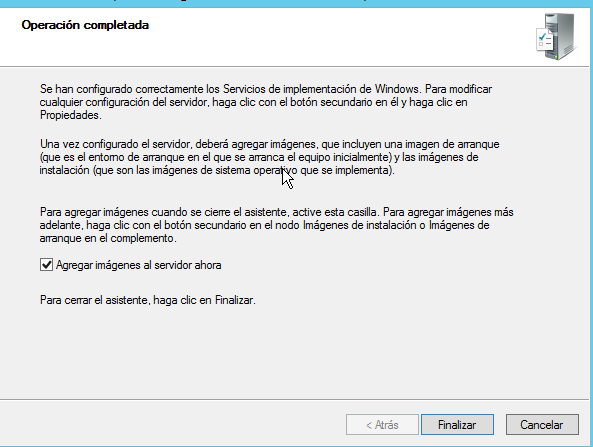 Operación completada
Se han configurado correctamente los Servicios de implementación de Windows. Para modificar
cualquier configuración del servidor, haga clic con el botón secundario en él y haga clic en
Propiedades.
Una vez configurado el servidor, deberá agregar imágenes, que incluyen una imagen de arranque
(que es el entorno de arranque en el que se arranca el equipo inicialmente) y las imágenes de
instalación (que son las imágenes de sistema operativo que se implementa).
Para agregar imágenes cuando se cierre el asistente, active esta casilla. Para agregar imágenes más
adelante, haga clic con el botón secundario en el nodo Imágenes de instalación o Imágenes de
arranque en el complemento.
Agregar imágenes al servidor ahora
Para cerrar el asistente, haga clic en Finalizar.
< Atrás Finalizar Cancelar